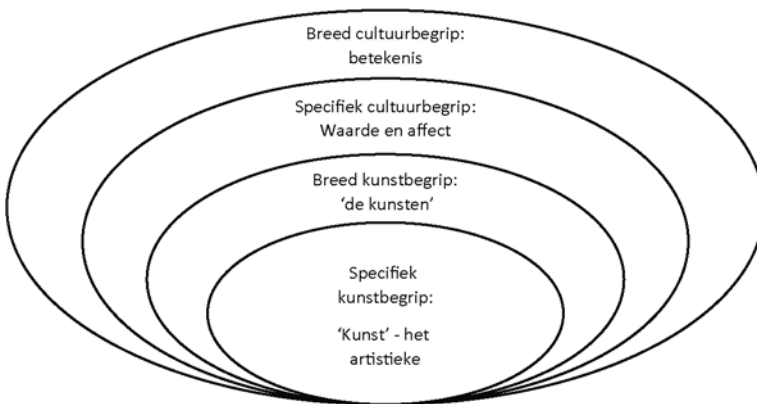 Breed cultuurbegrip:
betekenis
Specifiek cultuurbegrip:
Waarde en affect
Breed kunstbegrip:
‘de kunsten’
Specifiek
kunstbegrip:
‘Kunst’ - het
artistieke